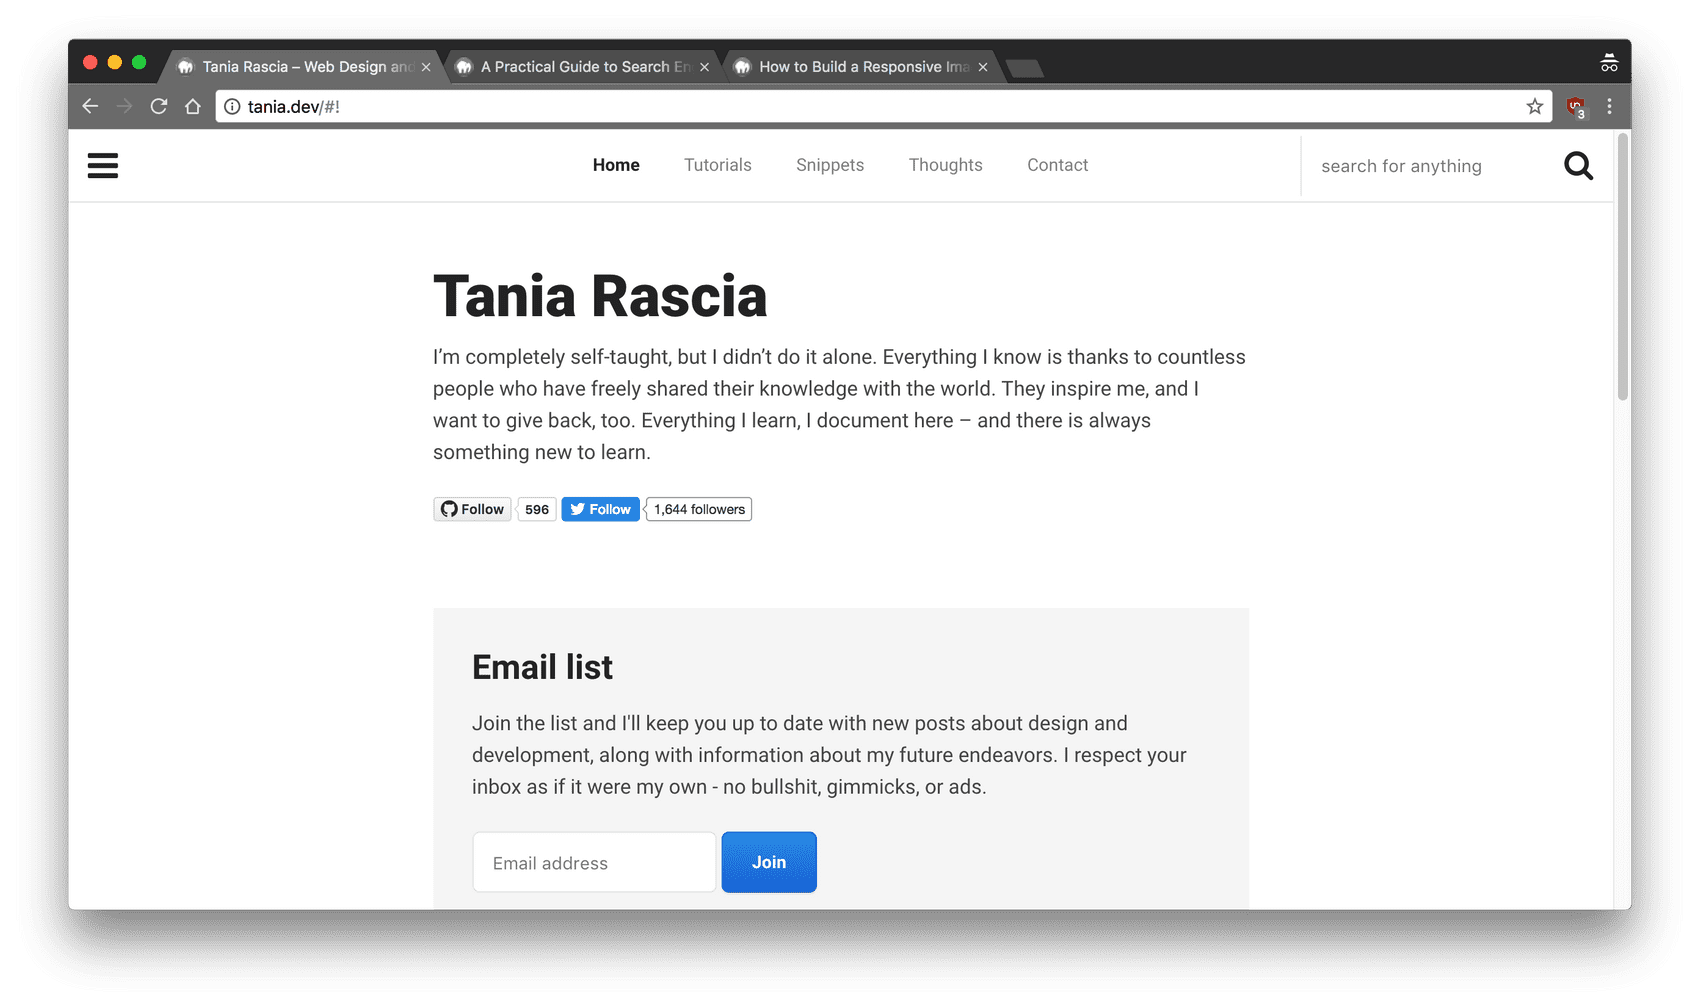 Tania Rascia – Web Design and
A Practical Guide to Search En
How to Build a Responsive Ima
tania.dev/#!
3
Home
Tutorials
Snippets
Thoughts
Contact
search for anything
Tania Rascia
I’m completely self-taught, but I didn’t do it alone. Everything I know is thanks to countless
people who have freely shared their knowledge with the world. They inspire me, and I
want to give back, too. Everything I learn, I document here – and there is always
something new to learn.
Follow 596 Follow 1,644 followers
Email list
Join the list and I'll keep you up to date with new posts about design and
development, along with information about my future endeavors. I respect your
inbox as if it were my own - no bullshit, gimmicks, or ads.
Email address
Join